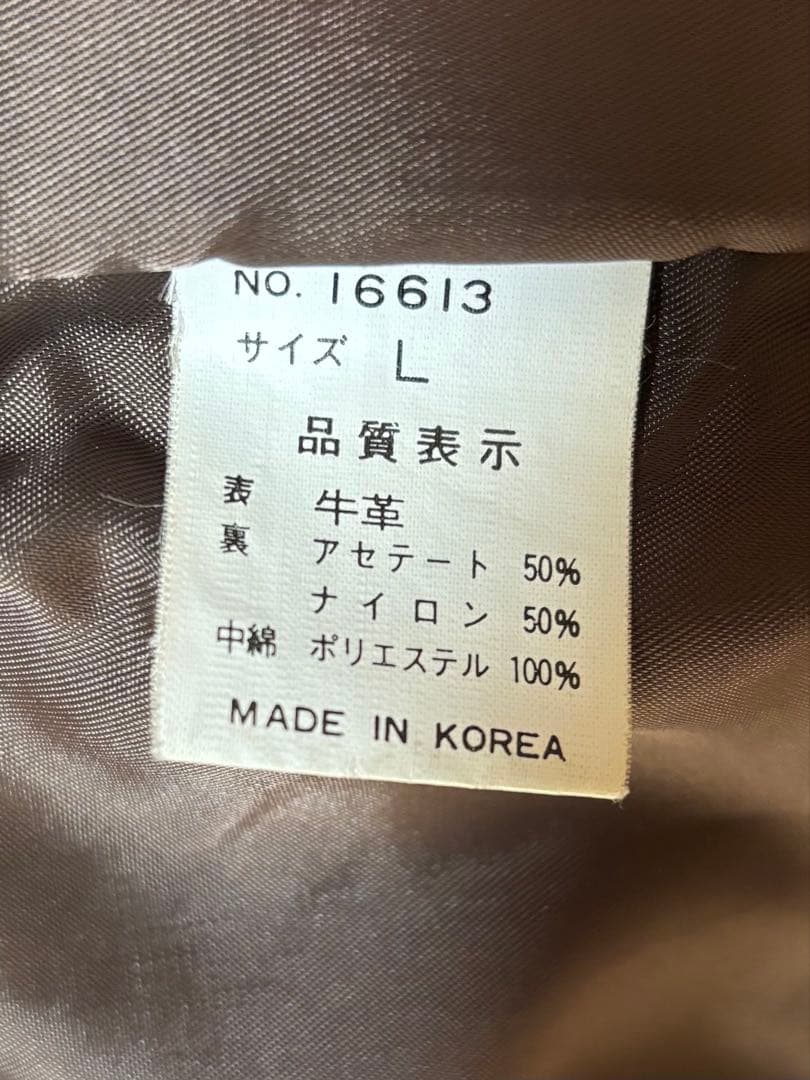 NO. 16613
サイズ L
品質表示
表 牛革
裏 アセテート 50%
ナイロン 50%
中綿 ポリエステル 100%
MADE IN KOREA